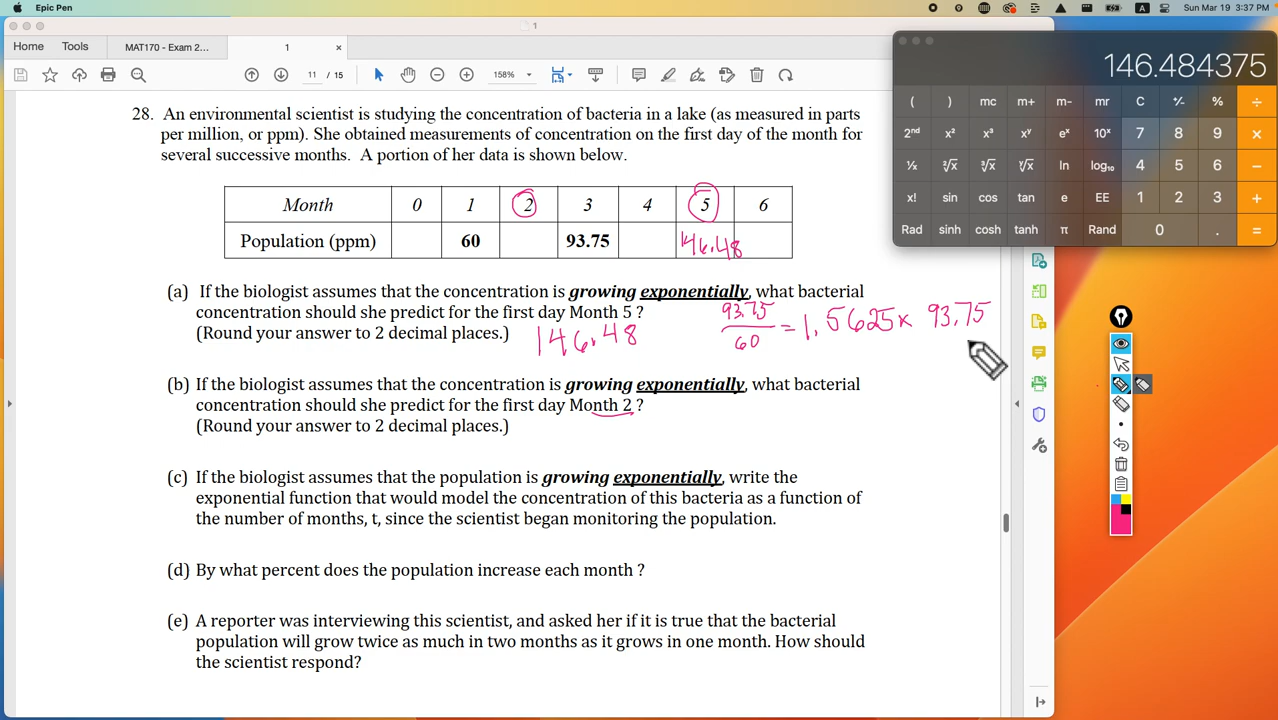 Epic Pen
Sun Mar 19 3:37 PM
1
Home Tools MAT170 - Exam 2... 1 ×
11 / 15 158%
146.484375
( ) mc m+ m- mr C +/- % ÷
2nd x² x³ xʸ eˣ 10ˣ 7 8 9 ×
¹/x ²√x ³√x ʸ√x ln log₁₀ 4 5 6 −
x! sin cos tan e EE 1 2 3 +
Rad sinh cosh tanh π Rand 0 . =
28. An environmental scientist is studying the concentration of bacteria in a lake (as measured in parts
per million, or ppm). She obtained measurements of concentration on the first day of the month for
several successive months. A portion of her data is shown below.
Month 0 1 2 3 4 5 6
Population (ppm) 60 93.75 146.48
(a) If the biologist assumes that the concentration is growing exponentially, what bacterial
concentration should she predict for the first day Month 5 ?
(Round your answer to 2 decimal places.) 146.48
93.75
60
= 1.5625 x 93.75
(b) If the biologist assumes that the concentration is growing exponentially, what bacterial
concentration should she predict for the first day Month 2 ?
(Round your answer to 2 decimal places.)
(c) If the biologist assumes that the population is growing exponentially, write the
exponential function that would model the concentration of this bacteria as a function of
the number of months, t, since the scientist began monitoring the population.
(d) By what percent does the population increase each month ?
(e) A reporter was interviewing this scientist, and asked her if it is true that the bacterial
population will grow twice as much in two months as it grows in one month. How should
the scientist respond?